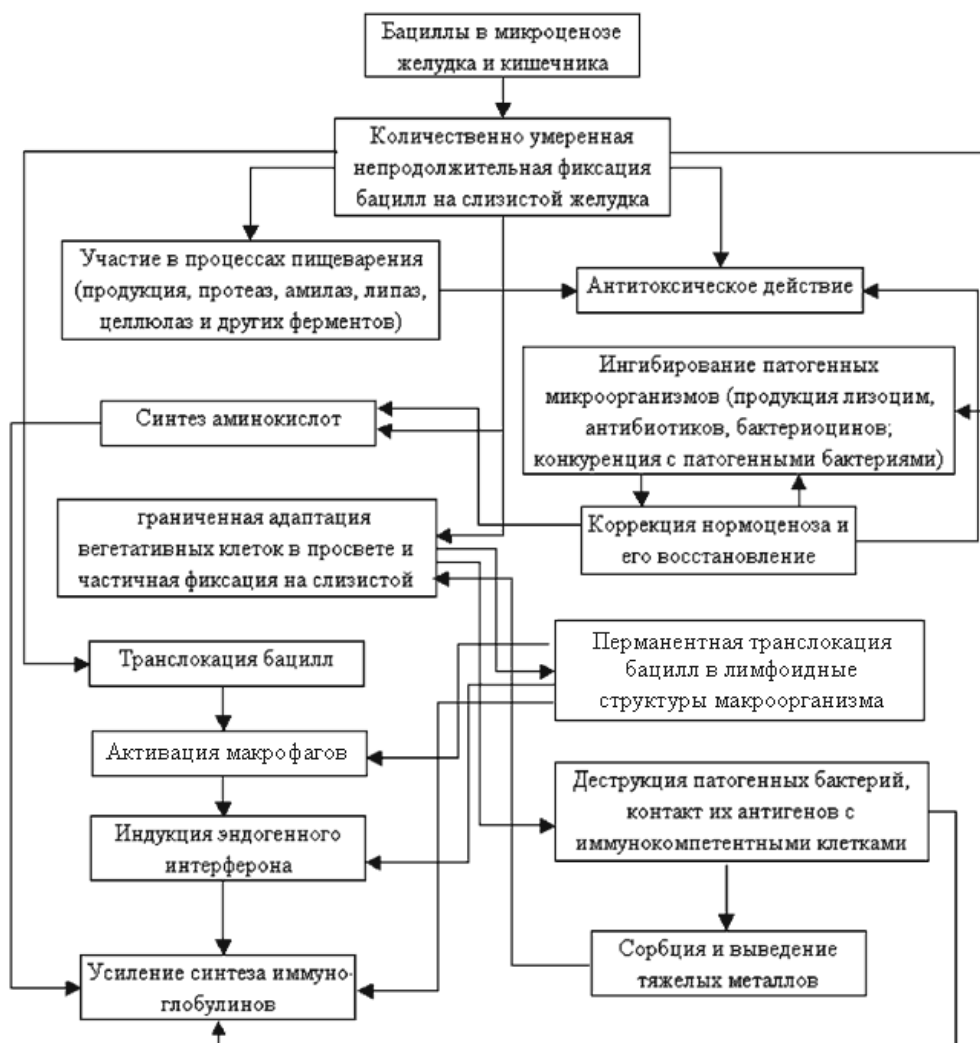 Бациллы в микроценозе
желудка и кишечника
Количественно умеренная
непродолжительная фиксация
бацилл на слизистой желудка
Участие в процессах пищеварения
(продукция, протеаз, амилаз, липаз,
целлюлаз и других ферментов)
Антитоксическое действие
Ингибирование патогенных
микроорганизмов (продукция лизоцим,
антибиотиков, бактериоцинов;
конкуренция с патогенными бактериями)
Синтез аминокислот
граниченная адаптация
вегетативных клеток в просвете и
частичная фиксация на слизистой
Коррекция нормоценоза и
его восстановление
Транслокация бацилл
Перманентная транслокация
бацилл в лимфоидные
структуры макроорганизма
Активация макрофагов
Деструкция патогенных бактерий,
контакт их антигенов с
иммунокомпетентными клетками
Индукция эндогенного
интерферона
Сорбция и выведение
тяжелых металлов
Усиление синтеза иммуно-
глобулинов